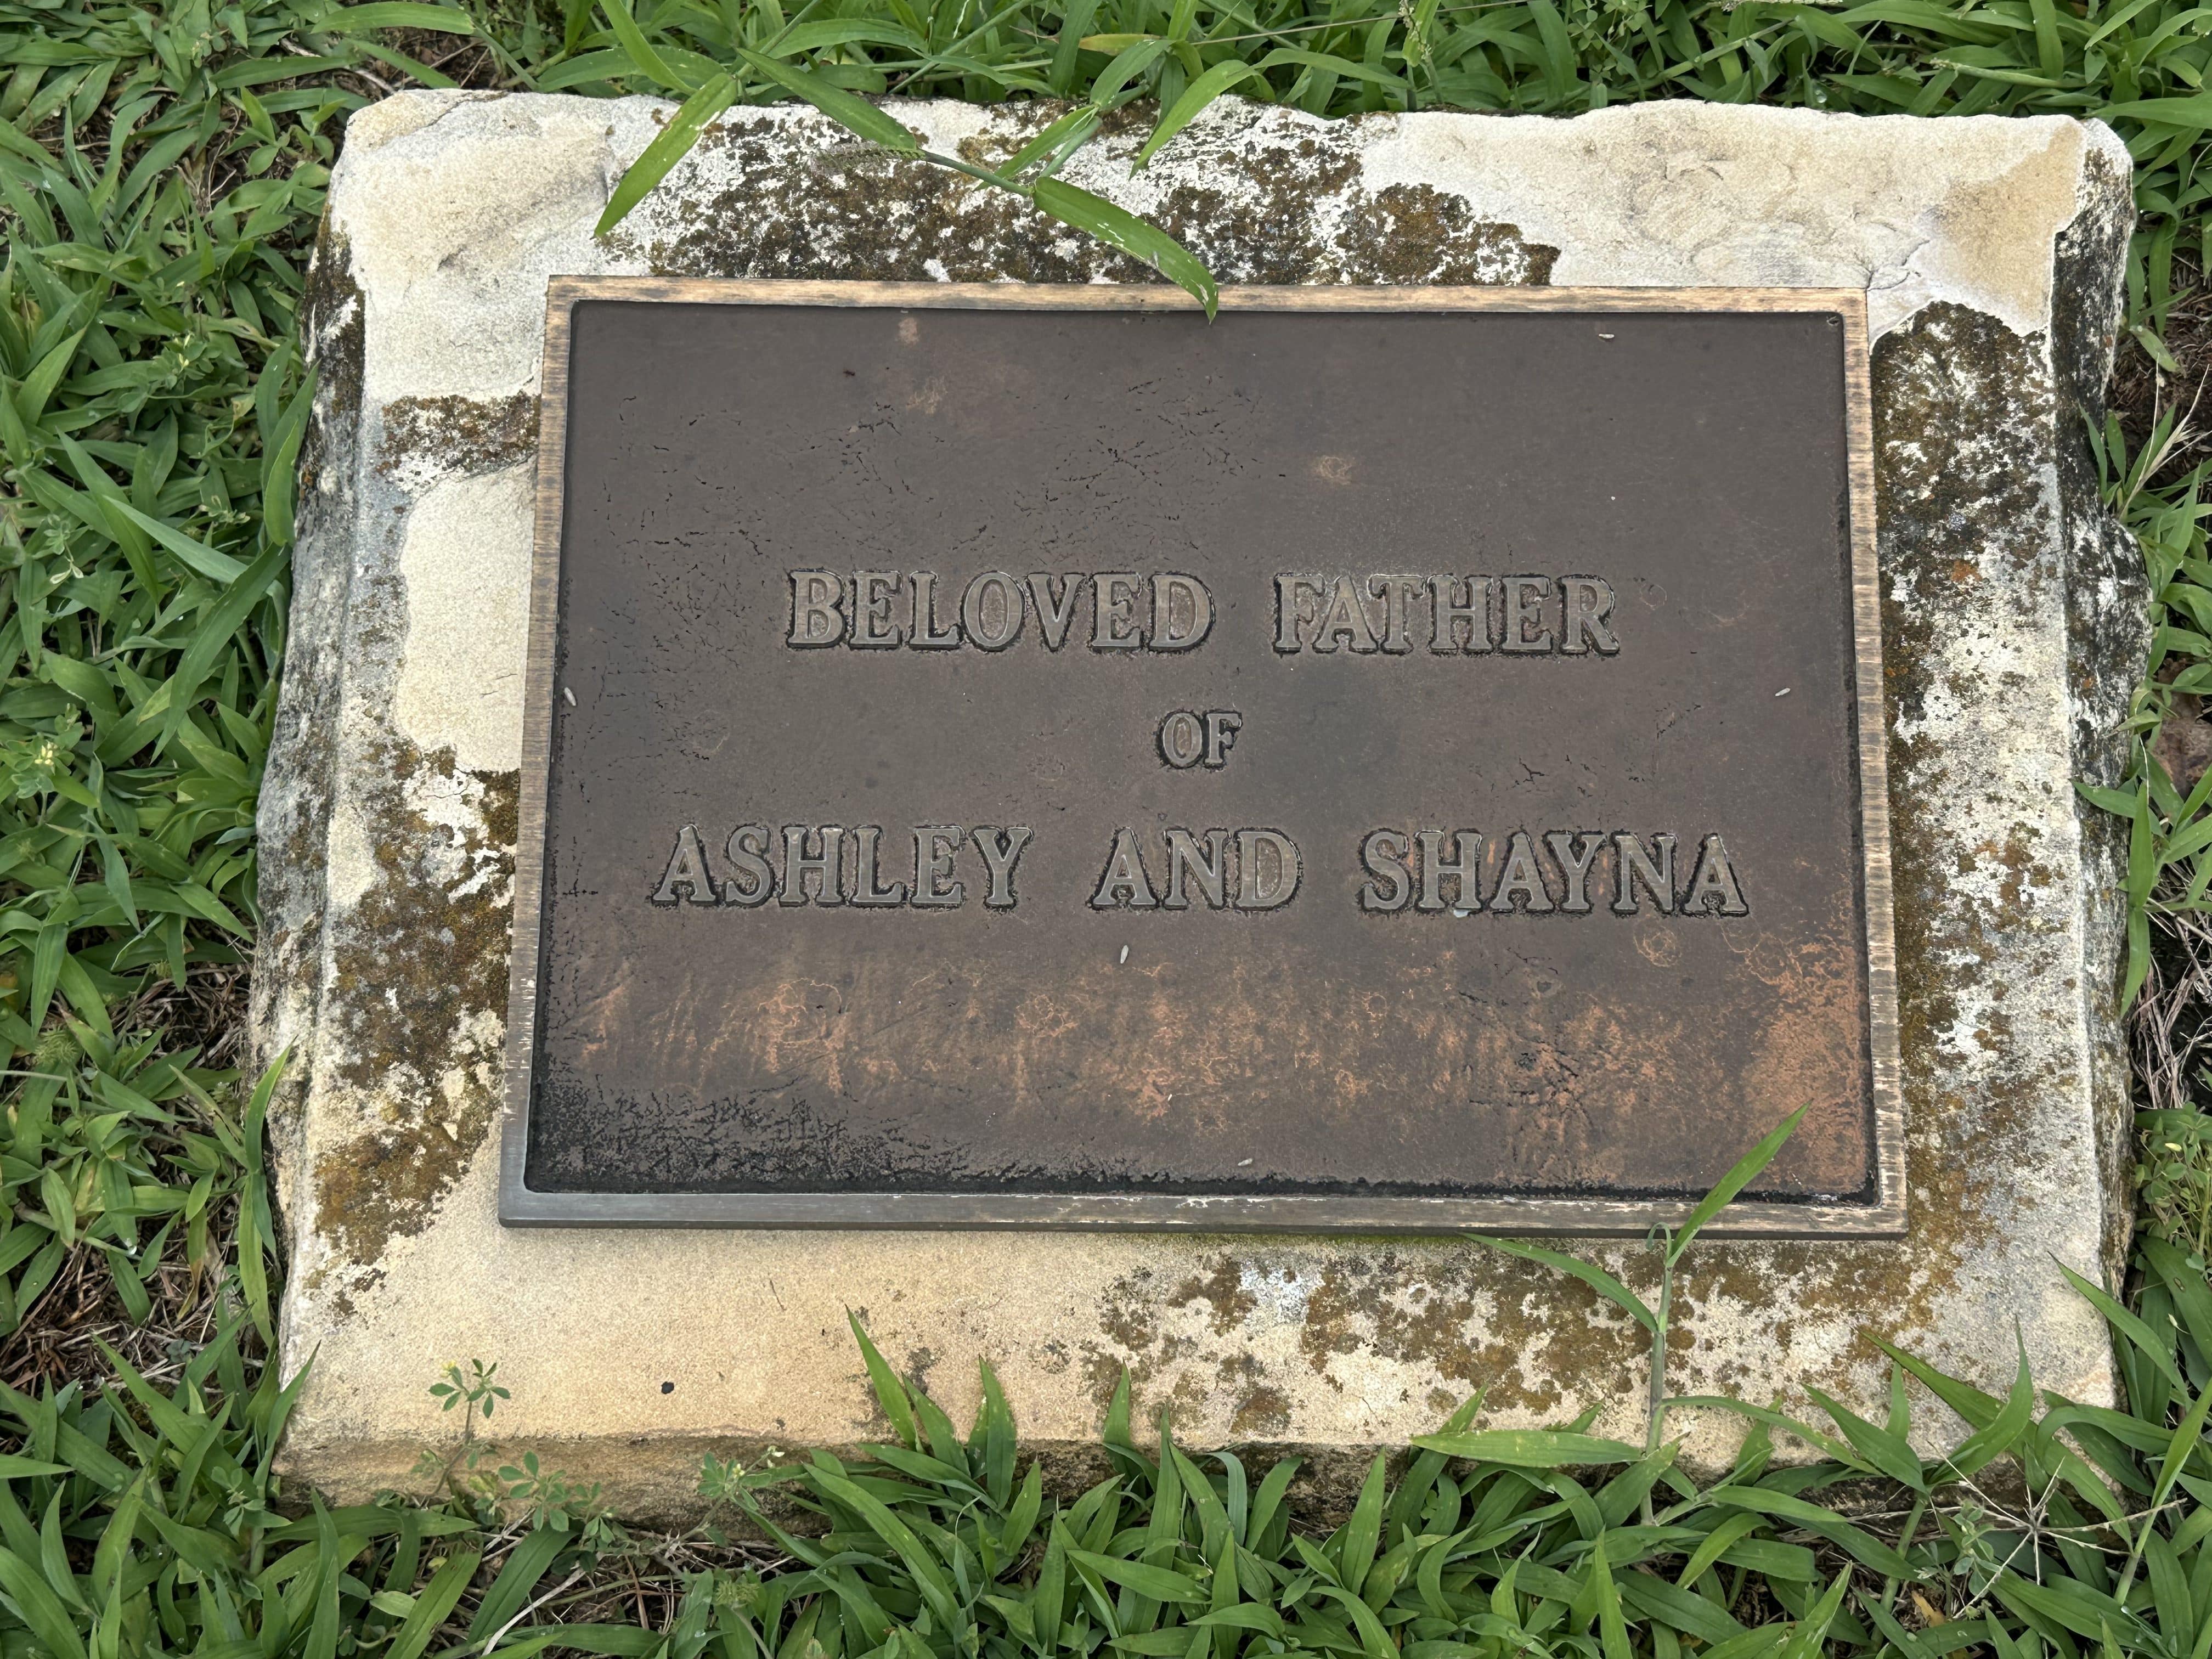 BELOVED FATHER
OF
ASHLEY AND SHAYNA